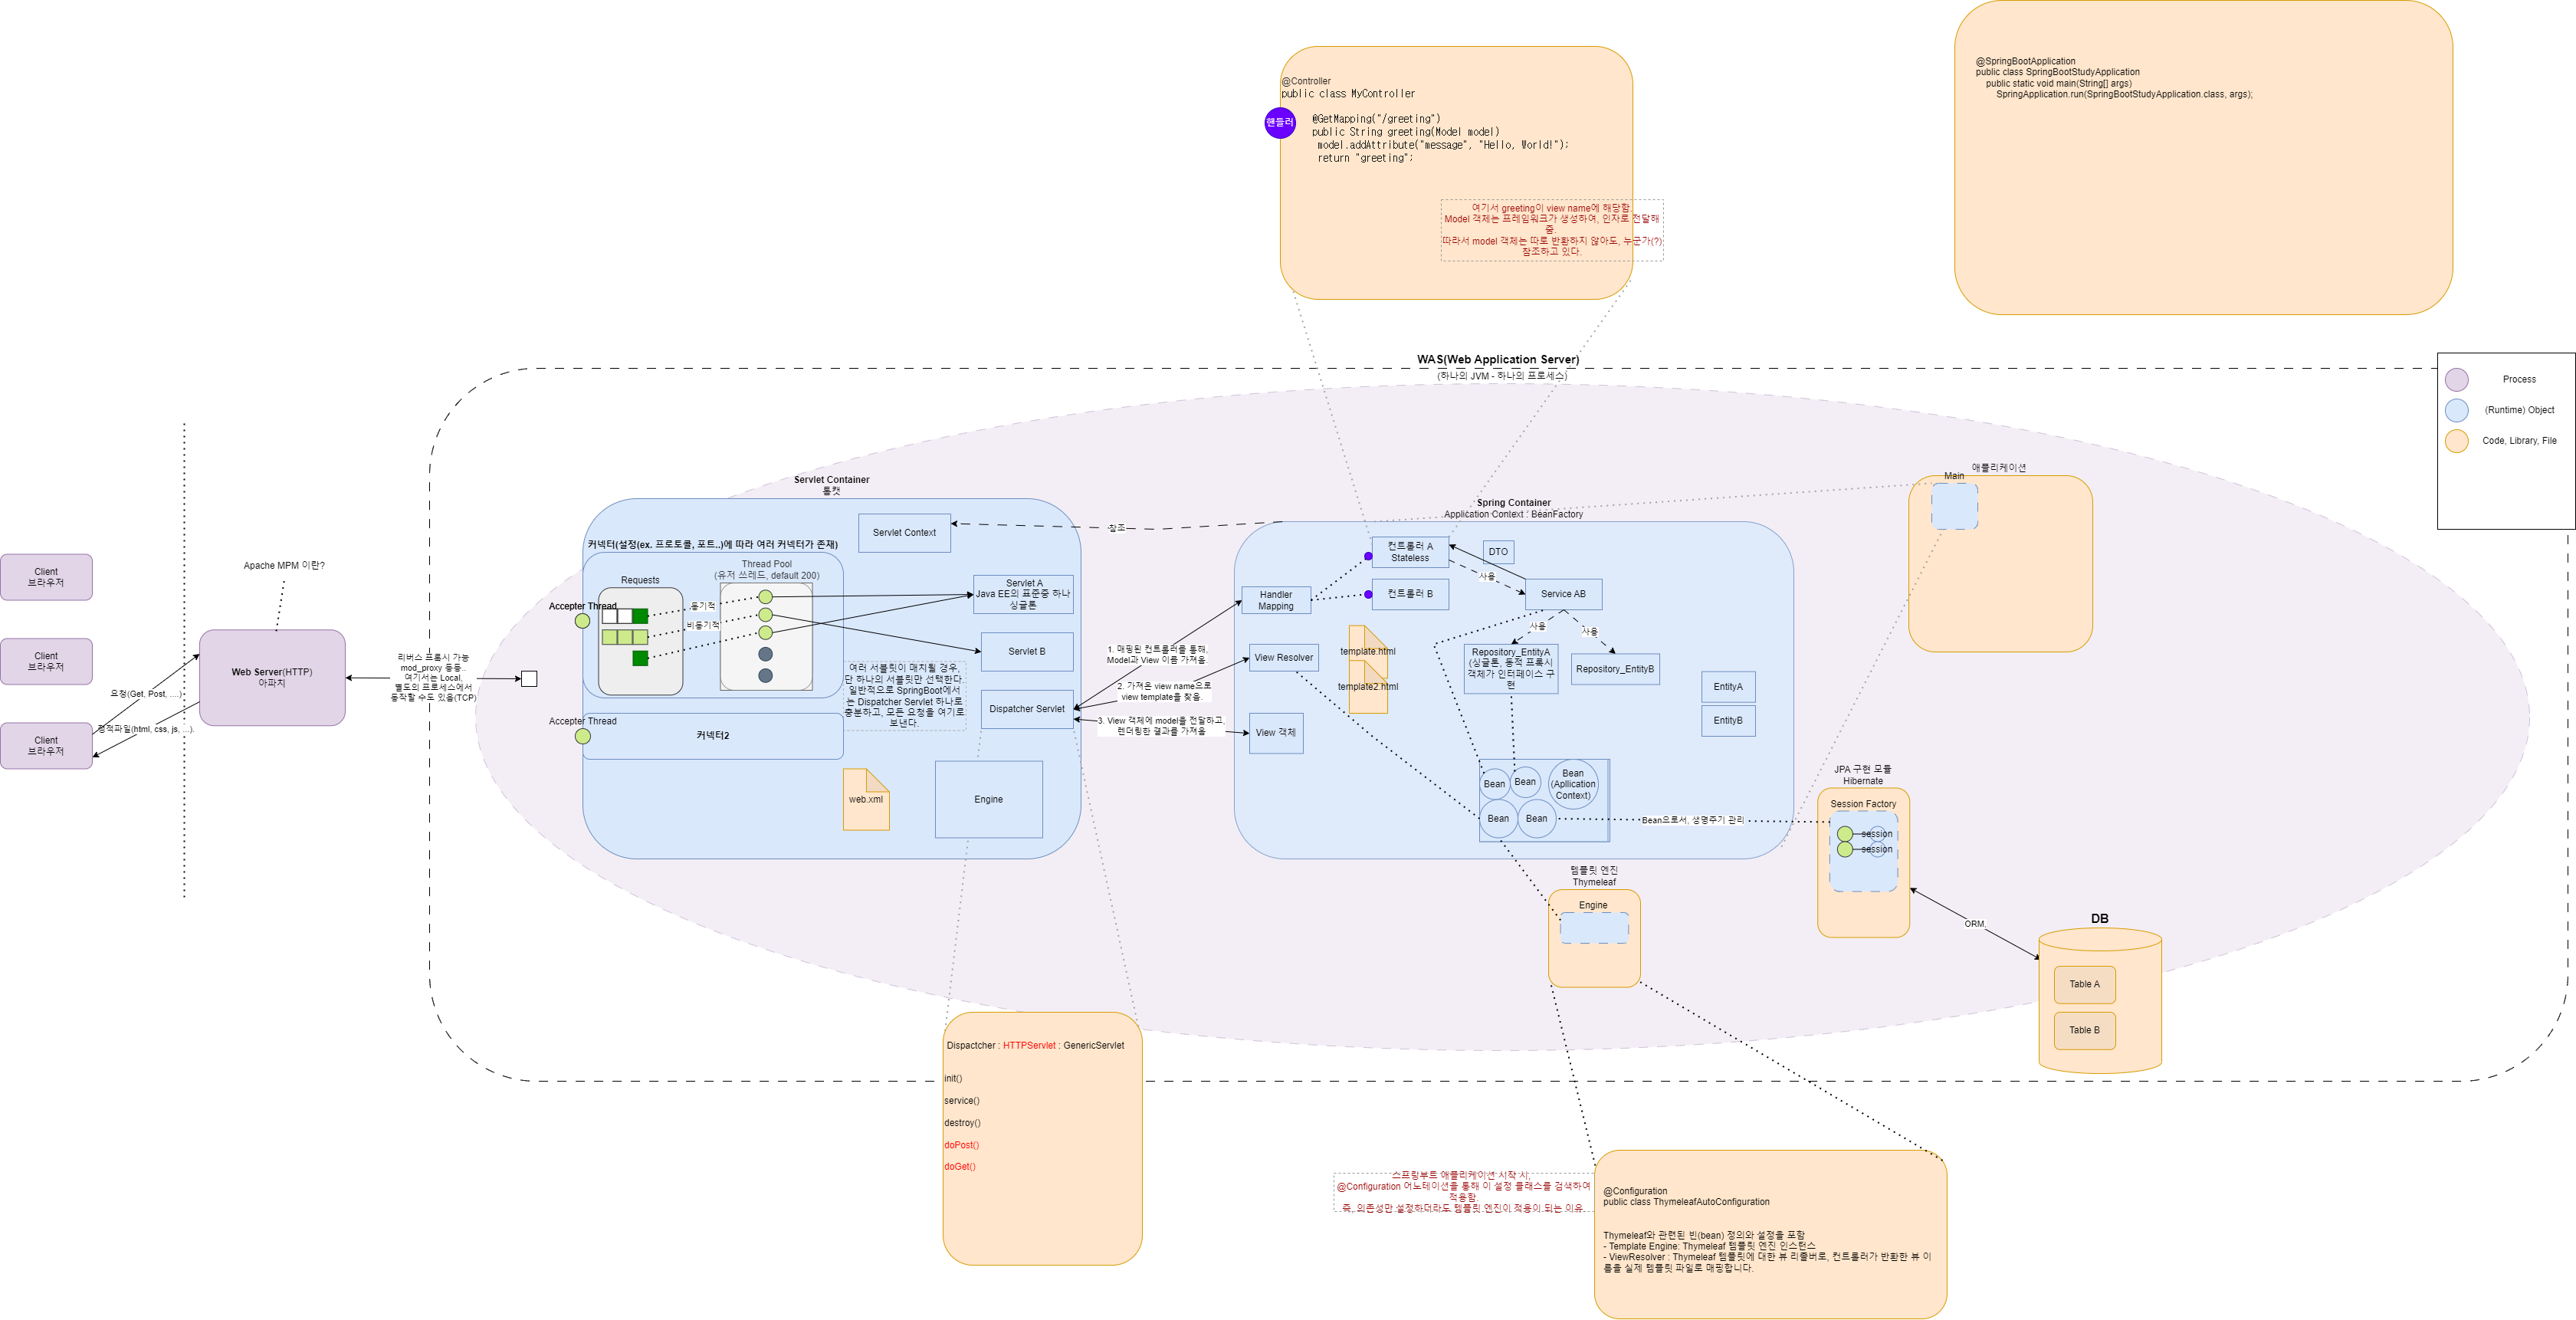 @Controller
public class MyController
핸들러
@GetMapping("/greeting")
public String greeting(Model model)
model.addAttribute("message", "Hello, World!");
return "greeting";
여기서 greeting이 view name에 해당함.
Model 객체는 프레임워크가 생성하여, 인자로 전달해
줌.
따라서 model 객체는 따로 반환하지 않아도, 누군가(?)
참조하고 있다.
@SpringBootApplication
public class SpringBootStudyApplication
public static void main(String[] args)
SpringApplication.run(SpringBootStudyApplication.class, args);
WAS(Web Application Server)
(하나의 JVM - 하나의 프로세스)
Process
(Runtime) Object
Code, Library, File
Client
브라우저
Client
브라우저
Client
브라우저
요청(Get, Post, ....)
정적파일(html, css, js, ...).
Apache MPM 이란?
Web Server(HTTP)
아파치
리버스 프록시 가능
mod_proxy 등등..
여기서는 Local,
별도의 프로세스에서
동작할 수도 있음(TCP)
Servlet Container
톰캣
Servlet Context
참조
커넥터(설정(ex. 프로토콜, 포트..)에 따라 여러 커넥터가 존재)
Requests
Thread Pool
(유저 쓰레드, default 200)
Accepter Thread
동기적
비동기적
Servlet A
Java EE의 표준중 하나
싱글톤
Servlet B
Dispatcher Servlet
여러 서블릿이 매치될 경우,
단 하나의 서블릿만 선택한다.
일반적으로 SpringBoot에서
는 Dispatcher Servlet 하나로
충분하고, 모든 요청을 여기로
보낸다.
Accepter Thread
커넥터2
web.xml
Engine
1. 매핑된 컨트롤러를 통해,
Model과 View 이름 가져옴.
2. 가져온 view name으로
view template을 찾음.
3. View 객체에 model을 전달하고,
렌더링한 결과를 가져옴
Spring Container
Application Context : BeanFactory
Handler
Mapping
View Resolver
View 객체
컨트롤러 A
Stateless
컨트롤러 B
DTO
사용
Service AB
사용
사용
template.html
template2.html
Repository_EntityA
(싱글톤, 동적 프록시
객체가 인터페이스 구
현
Repository_EntityB
EntityA
EntityB
Bean
Bean
Bean
(Apllication
Context)
Bean
Bean
Bean으로서, 생명주기 관리
애플리케이션
Main
JPA 구현 모듈
Hibernate
Session Factory
session
session
ORM,
DB
Table A
Table B
템플릿 엔진
Thymeleaf
Engine
Dispactcher : HTTPServlet : GenericServlet
init()
service()
destroy()
doPost()
doGet()
스프링부트 애플리케이션 시작 시,
@Configuration 어노테이션을 통해 이 설정 클래스를 검색하여
적용함.
즉, 의존성만 설정하더라도 템플릿 엔진이 적용이 되는 이유
@Configuration
public class ThymeleafAutoConfiguration
Thymeleaf와 관련된 빈(bean) 정의와 설정을 포함
- Template Engine: Thymeleaf 템플릿 엔진 인스턴스
- ViewResolver : Thymeleaf 템플릿에 대한 뷰 리졸버로, 컨트롤러가 반환한 뷰 이
름을 실제 템플릿 파일로 매핑합니다.